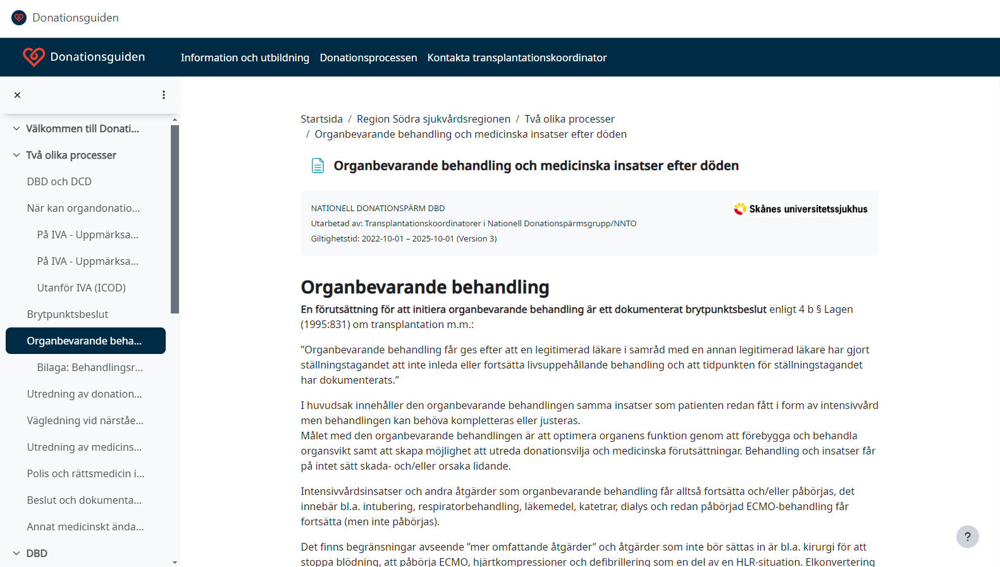 Donationsguiden
Donationsguiden
Information och utbildning
Donationsprocessen
Kontakta transplantationskoordinator
Välkommen till Donati...
Två olika processer
DBD och DCD
När kan organdonatio...
På IVA - Uppmärksa...
På IVA - Uppmärksa...
Utanför IVA (ICOD)
Brytpunktsbeslut
Organbevarande beha...
Bilaga: Behandlingsr...
Utredning av donation...
Vägledning vid närståe...
Utredning av medicins...
Polis och rättsmedicin i...
Beslut och dokumenta...
Annat medicinskt ända...
DBD
Startsida / Region Södra sjukvårdsregionen / Två olika processer
/ Organbevarande behandling och medicinska insatser efter döden
Organbevarande behandling och medicinska insatser efter döden
NATIONELL DONATIONSPÄRM DBD
Skånes universitetssjukhus
Utarbetad av: Transplantationskoordinatorer i Nationell Donationspärmsgrupp/NNTO
Giltighetstid: 2022-10-01 – 2025-10-01 (Version 3)
Organbevarande behandling
En förutsättning för att initiera organbevarande behandling är ett dokumenterat brytpunktsbeslut enligt 4 b § Lagen
(1995:831) om transplantation m.m.:
”Organbevarande behandling får ges efter att en legitimerad läkare i samråd med en annan legitimerad läkare har gjort
ställningstagandet att inte inleda eller fortsätta livsuppehållande behandling och att tidpunkten för ställningstagandet
har dokumenterats.”
I huvudsak innehåller den organbevarande behandlingen samma insatser som patienten redan fått i form av intensivvård
men behandlingen kan behöva kompletteras eller justeras.
Målet med den organbevarande behandlingen är att optimera organens funktion genom att förebygga och behandla
organsvikt samt att skapa möjlighet att utreda donationsvilja och medicinska förutsättningar. Behandling och insatser får
på intet sätt skada- och/eller orsaka lidande.
Intensivvårdsinsatser och andra åtgärder som organbevarande behandling får alltså fortsätta och/eller påbörjas, det
innebär bl.a. intubering, respiratorbehandling, läkemedel, katetrar, dialys och redan påbörjad ECMO-behandling får
fortsätta (men inte påbörjas).
Det finns begränsningar avseende ”mer omfattande åtgärder” och åtgärder som inte bör sättas in är bl.a. kirurgi för att
stoppa blödning, att påbörja ECMO, hjärtkompressioner och defibrillering som en del av en HLR-situation. Elkonvertering
?